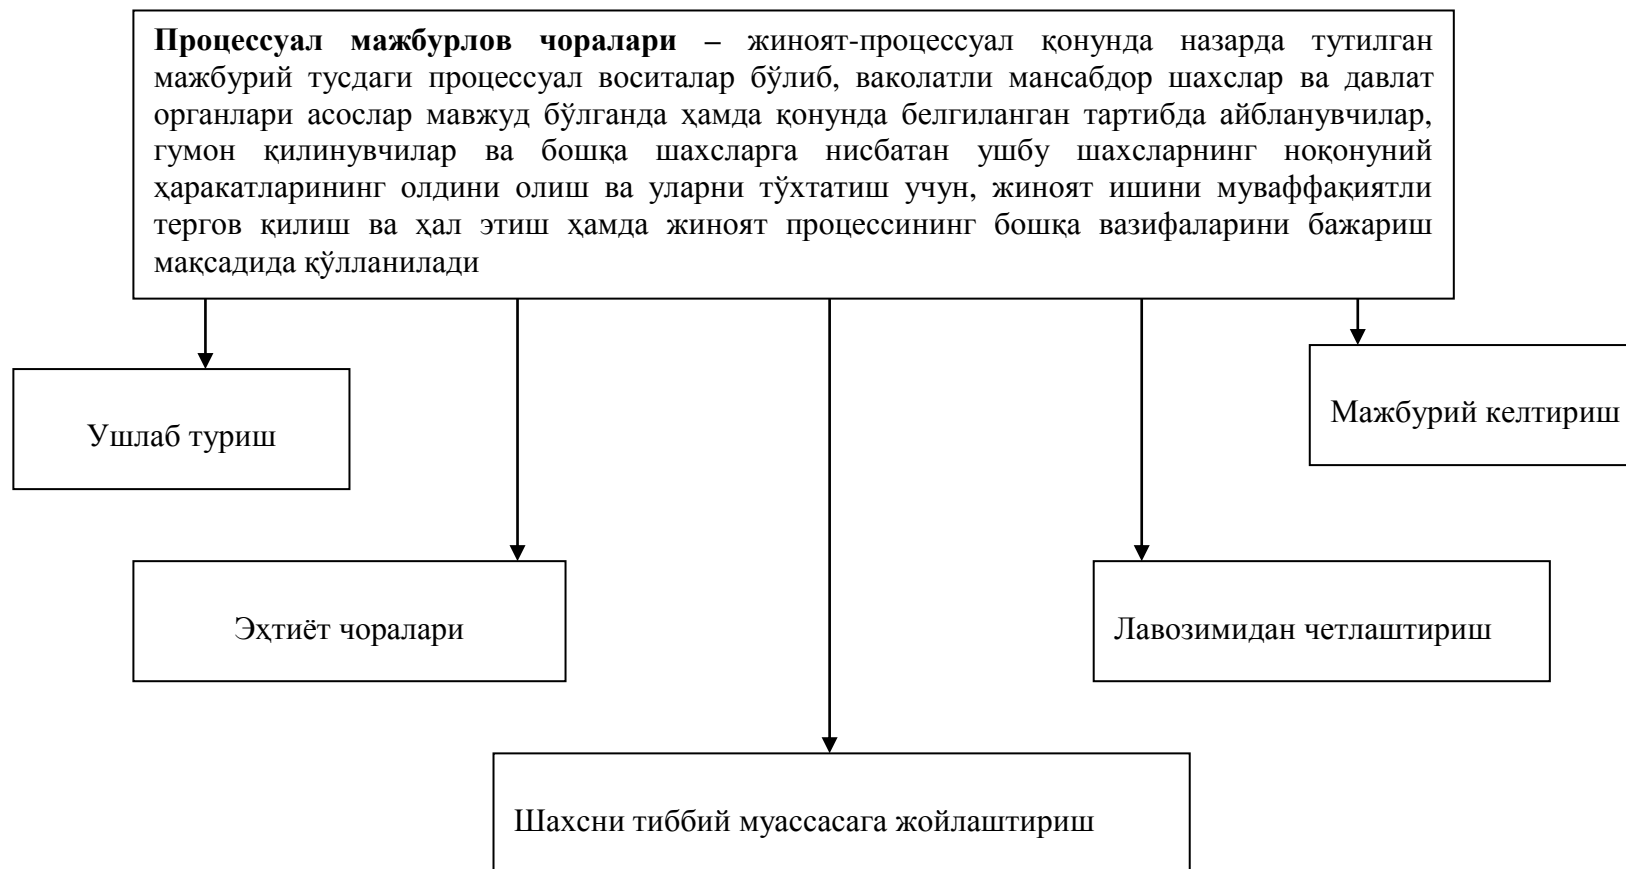 Процессуал мажбурлов чоралари – жиноят-процессуал қонунда назарда тутилган
мажбурий тусдаги процессуал воситалар бўлиб, ваколатли мансабдор шахслар ва давлат
органлари асослар мавжуд бўлганда ҳамда қонунда белгиланган тартибда айбланувчилар,
гумон қилинувчилар ва бошқа шахсларга нисбатан ушбу шахсларнинг ноқонуний
ҳаракатларининг олдини олиш ва уларни тўхтатиш учун, жиноят ишини муваффақиятли
тергов қилиш ва ҳал этиш ҳамда жиноят процессининг бошқа вазифаларини бажариш
мақсадида қўлланилади
Ушлаб туриш
Мажбурий келтириш
Эҳтиёт чоралари
Лавозимидан четлаштириш
Шахсни тиббий муассасага жойлаштириш